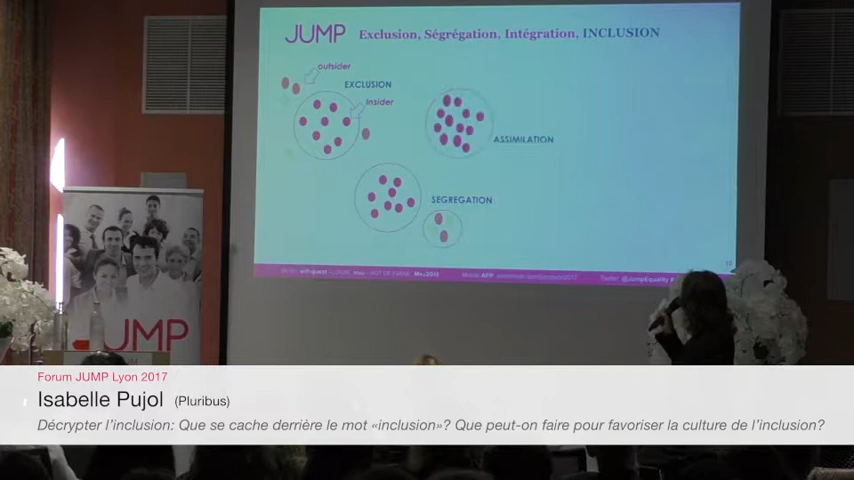 JUMP Exclusion, Ségrégation, Intégration, INCLUSION
outsider
EXCLUSION
Insider
ASSIMILATION
SEGREGATION
JUMP
Forum JUMP Lyon 2017
Isabelle Pujol (Pluribus)
Décrypter l'inclusion: Que se cache derrière le mot «inclusion»? Que peut-on faire pour favoriser la culture de l'inclusion?